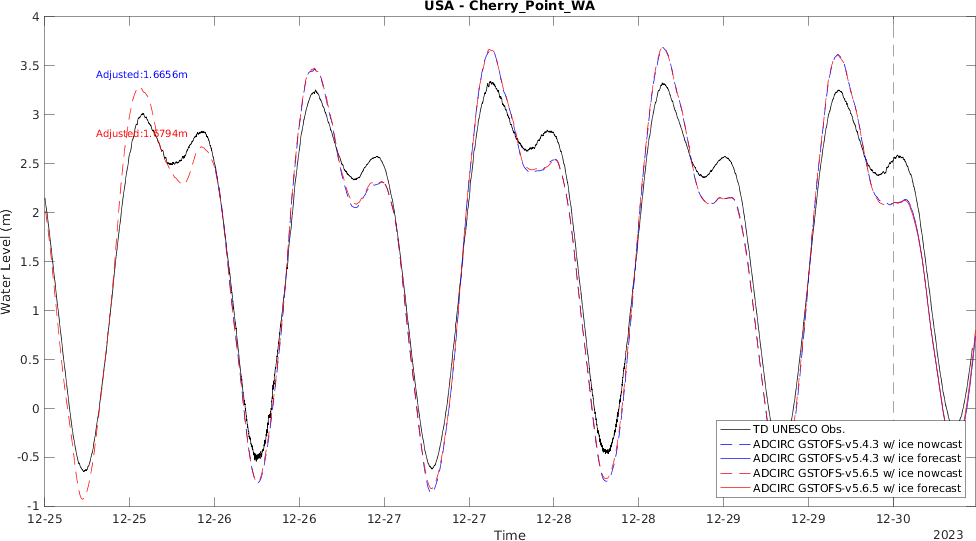 USA - Cherry_Point_WA
4
3.5
3
2.5
2
1.5
1
0.5
0
-0.5
-1
Water Level (m)
Adjusted:1.6656m
Adjusted:1.6794m
TD UNESCO Obs.
ADCIRC GSTOFS-v5.4.3 w/ ice nowcast
ADCIRC GSTOFS-v5.4.3 w/ ice forecast
ADCIRC GSTOFS-v5.6.5 w/ ice nowcast
ADCIRC GSTOFS-v5.6.5 w/ ice forecast
12-25 12-25 12-26 12-26 12-27 12-27 12-28 12-28 12-29 12-29 12-30
Time
2023